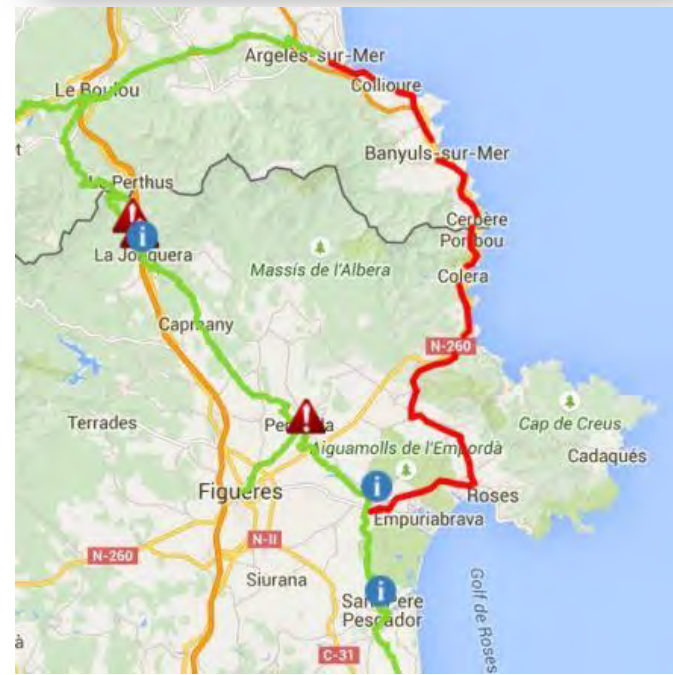 Argelès-sur-Mer
Collioure
Le Boulou
t
Banyuls-sur-Mer
Le Perthus
Cerbère
Portbou
La Jonquera
Massís de l'Albera
Colera
Capmany
N-260
Cap de Creus
Terrades
Aiguamolls de l'Empordà
Cadaqués
Figueres
Roses
Empuriabrava
N-II
N-260
Siurana
Sant Pere
Pescador
Golf de Roses
à
C-31